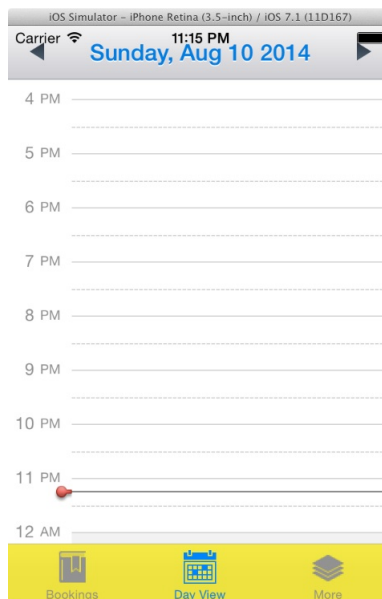 iOS Simulator - iPhone Retina (3.5-inch) / iOS 7.1 (11D167)
Carrier 11:15 PM
Sunday, Aug 10 2014
4 PM
5 PM
6 PM
7 PM
8 PM
9 PM
10 PM
11 PM
12 AM
Bookings Day View More